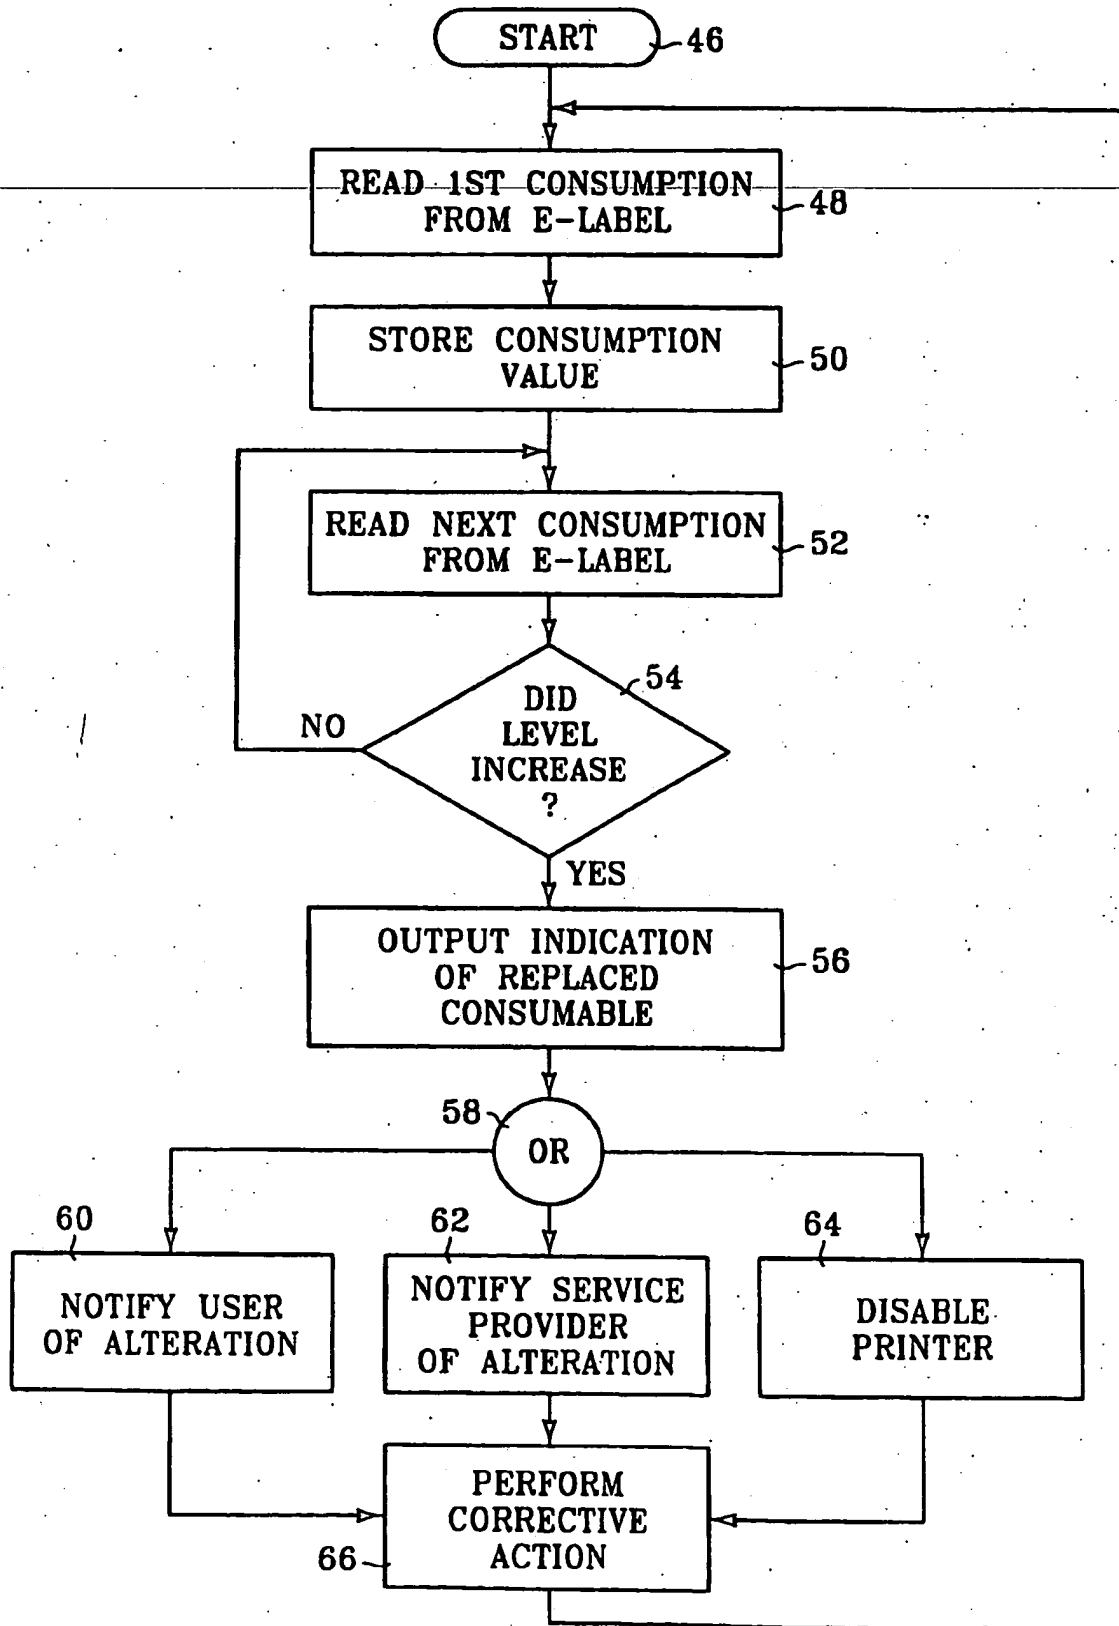 START
46
READ 1ST CONSUMPTION
FROM E-LABEL
48
STORE CONSUMPTION
VALUE
50
READ NEXT CONSUMPTION
FROM E-LABEL
52
54
DID
LEVEL
INCREASE
?
NO
YES
OUTPUT INDICATION
OF REPLACED
CONSUMABLE
56
58
OR
60
NOTIFY USER
OF ALTERATION
62
NOTIFY SERVICE
PROVIDER
OF ALTERATION
64
DISABLE
PRINTER
PERFORM
CORRECTIVE
ACTION
66